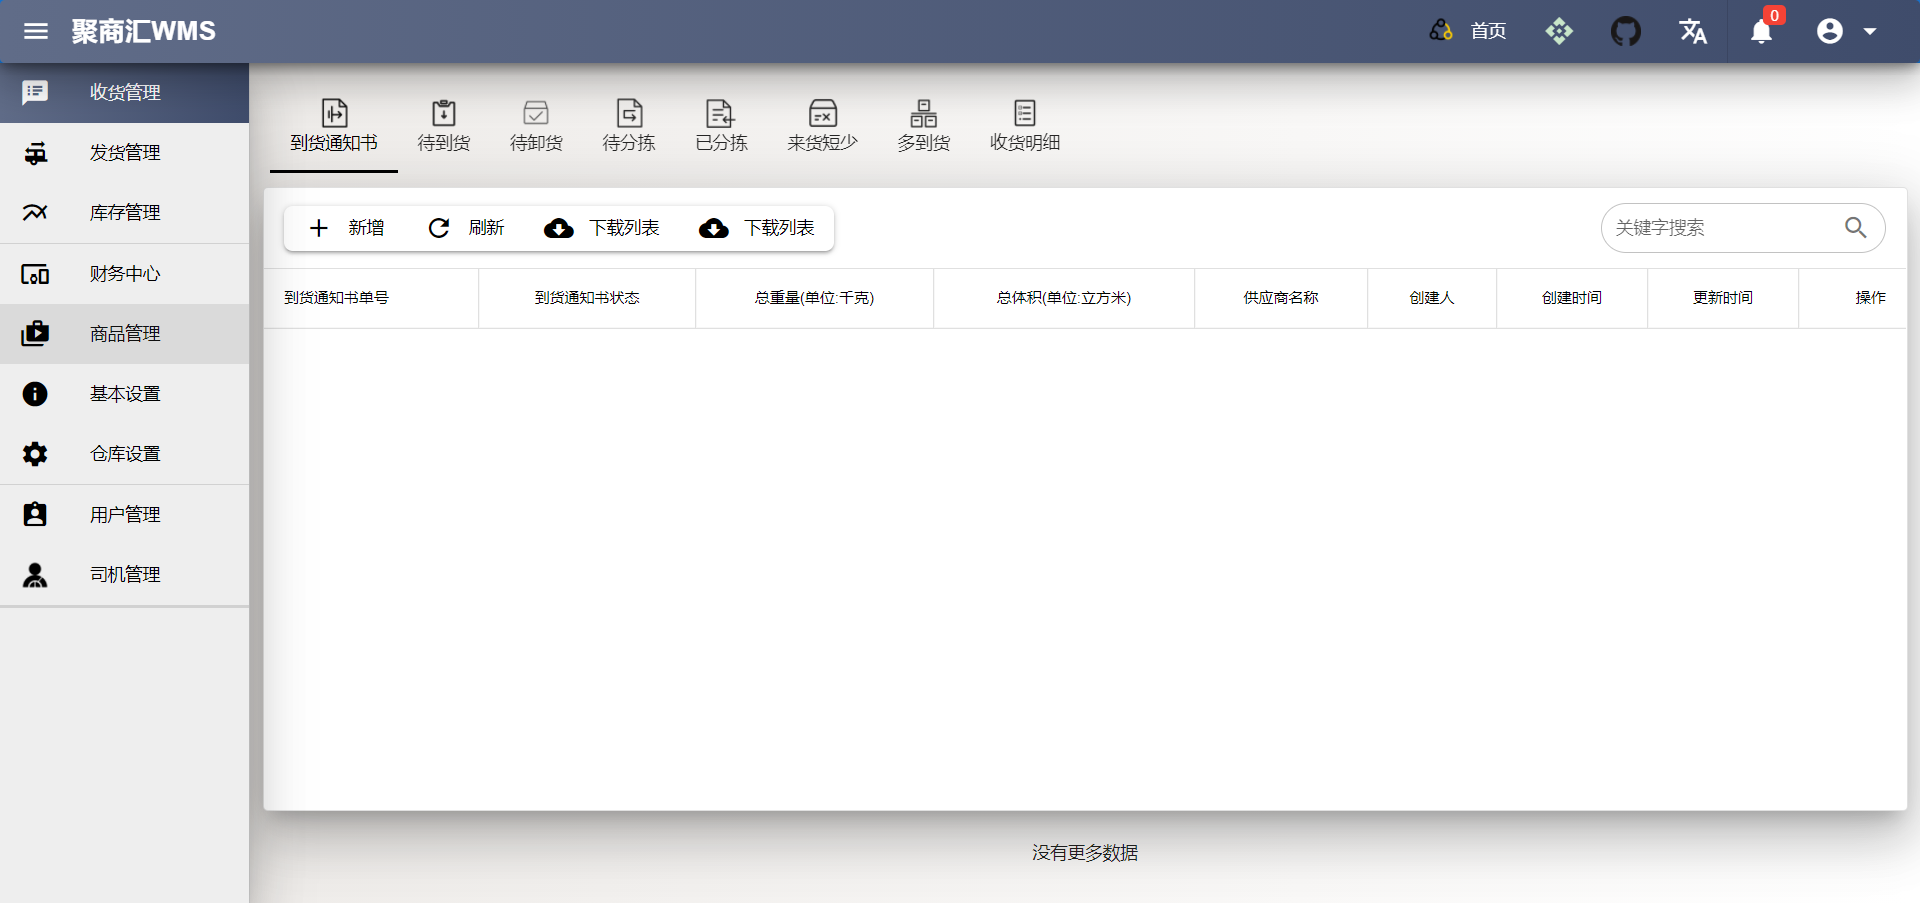 聚商汇WMS
首页
0
收货管理
发货管理
库存管理
财务中心
商品管理
基本设置
仓库设置
用户管理
司机管理
到货通知书 待到货 待卸货 待分拣 已分拣 来货短少 多到货 收货明细
新增 刷新 下载列表 下载列表
关键字搜索
到货通知书单号 到货通知书状态 总重量(单位:千克) 总体积(单位:立方米) 供应商名称 创建人 创建时间 更新时间 操作
没有更多数据